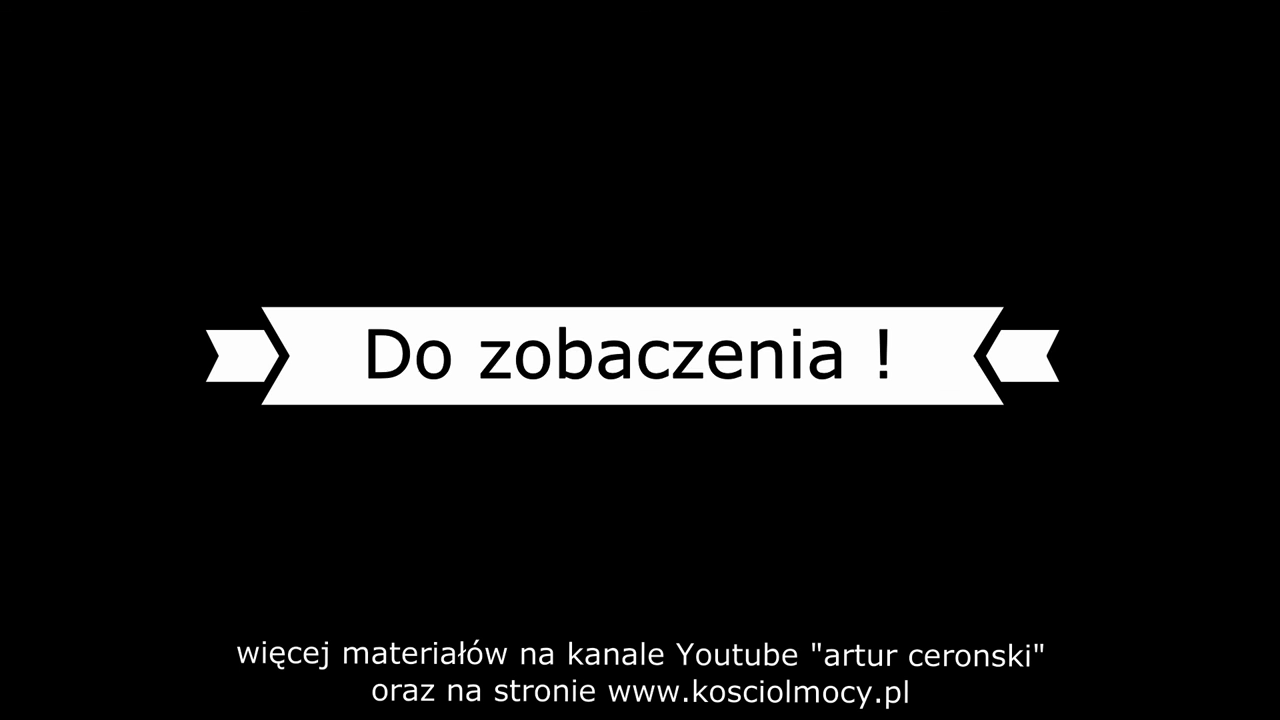 Do zobaczenia !
więcej materiałów na kanale Youtube "artur ceronski"
oraz na stronie www.kosciolmocy.pl